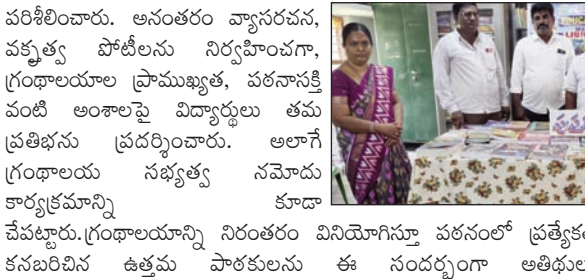 పరిశీలించారు. అనంతరం వ్యాసరచన,
వక్తృత్వ పోటీలను నిర్వహించగా,
గ్రంథాలయాల ప్రాముఖ్యత, పఠనాసక్తి
వంటి అంశాలపై విద్యార్థులు తమ
ప్రతిభను ప్రదర్శించారు. అలాగే
గ్రంథాలయ సభ్యత్వ నమోదు
కార్యక్రమాన్ని కూడా
చేపట్టారు.గ్రంథాలయాన్ని నిరంతరం వినియోగిస్తూ పఠనంలో ప్రత్యేకత
కనబరిచిన ఉత్తమ పాఠకులను ఈ సందర్భంగా అతిథుల